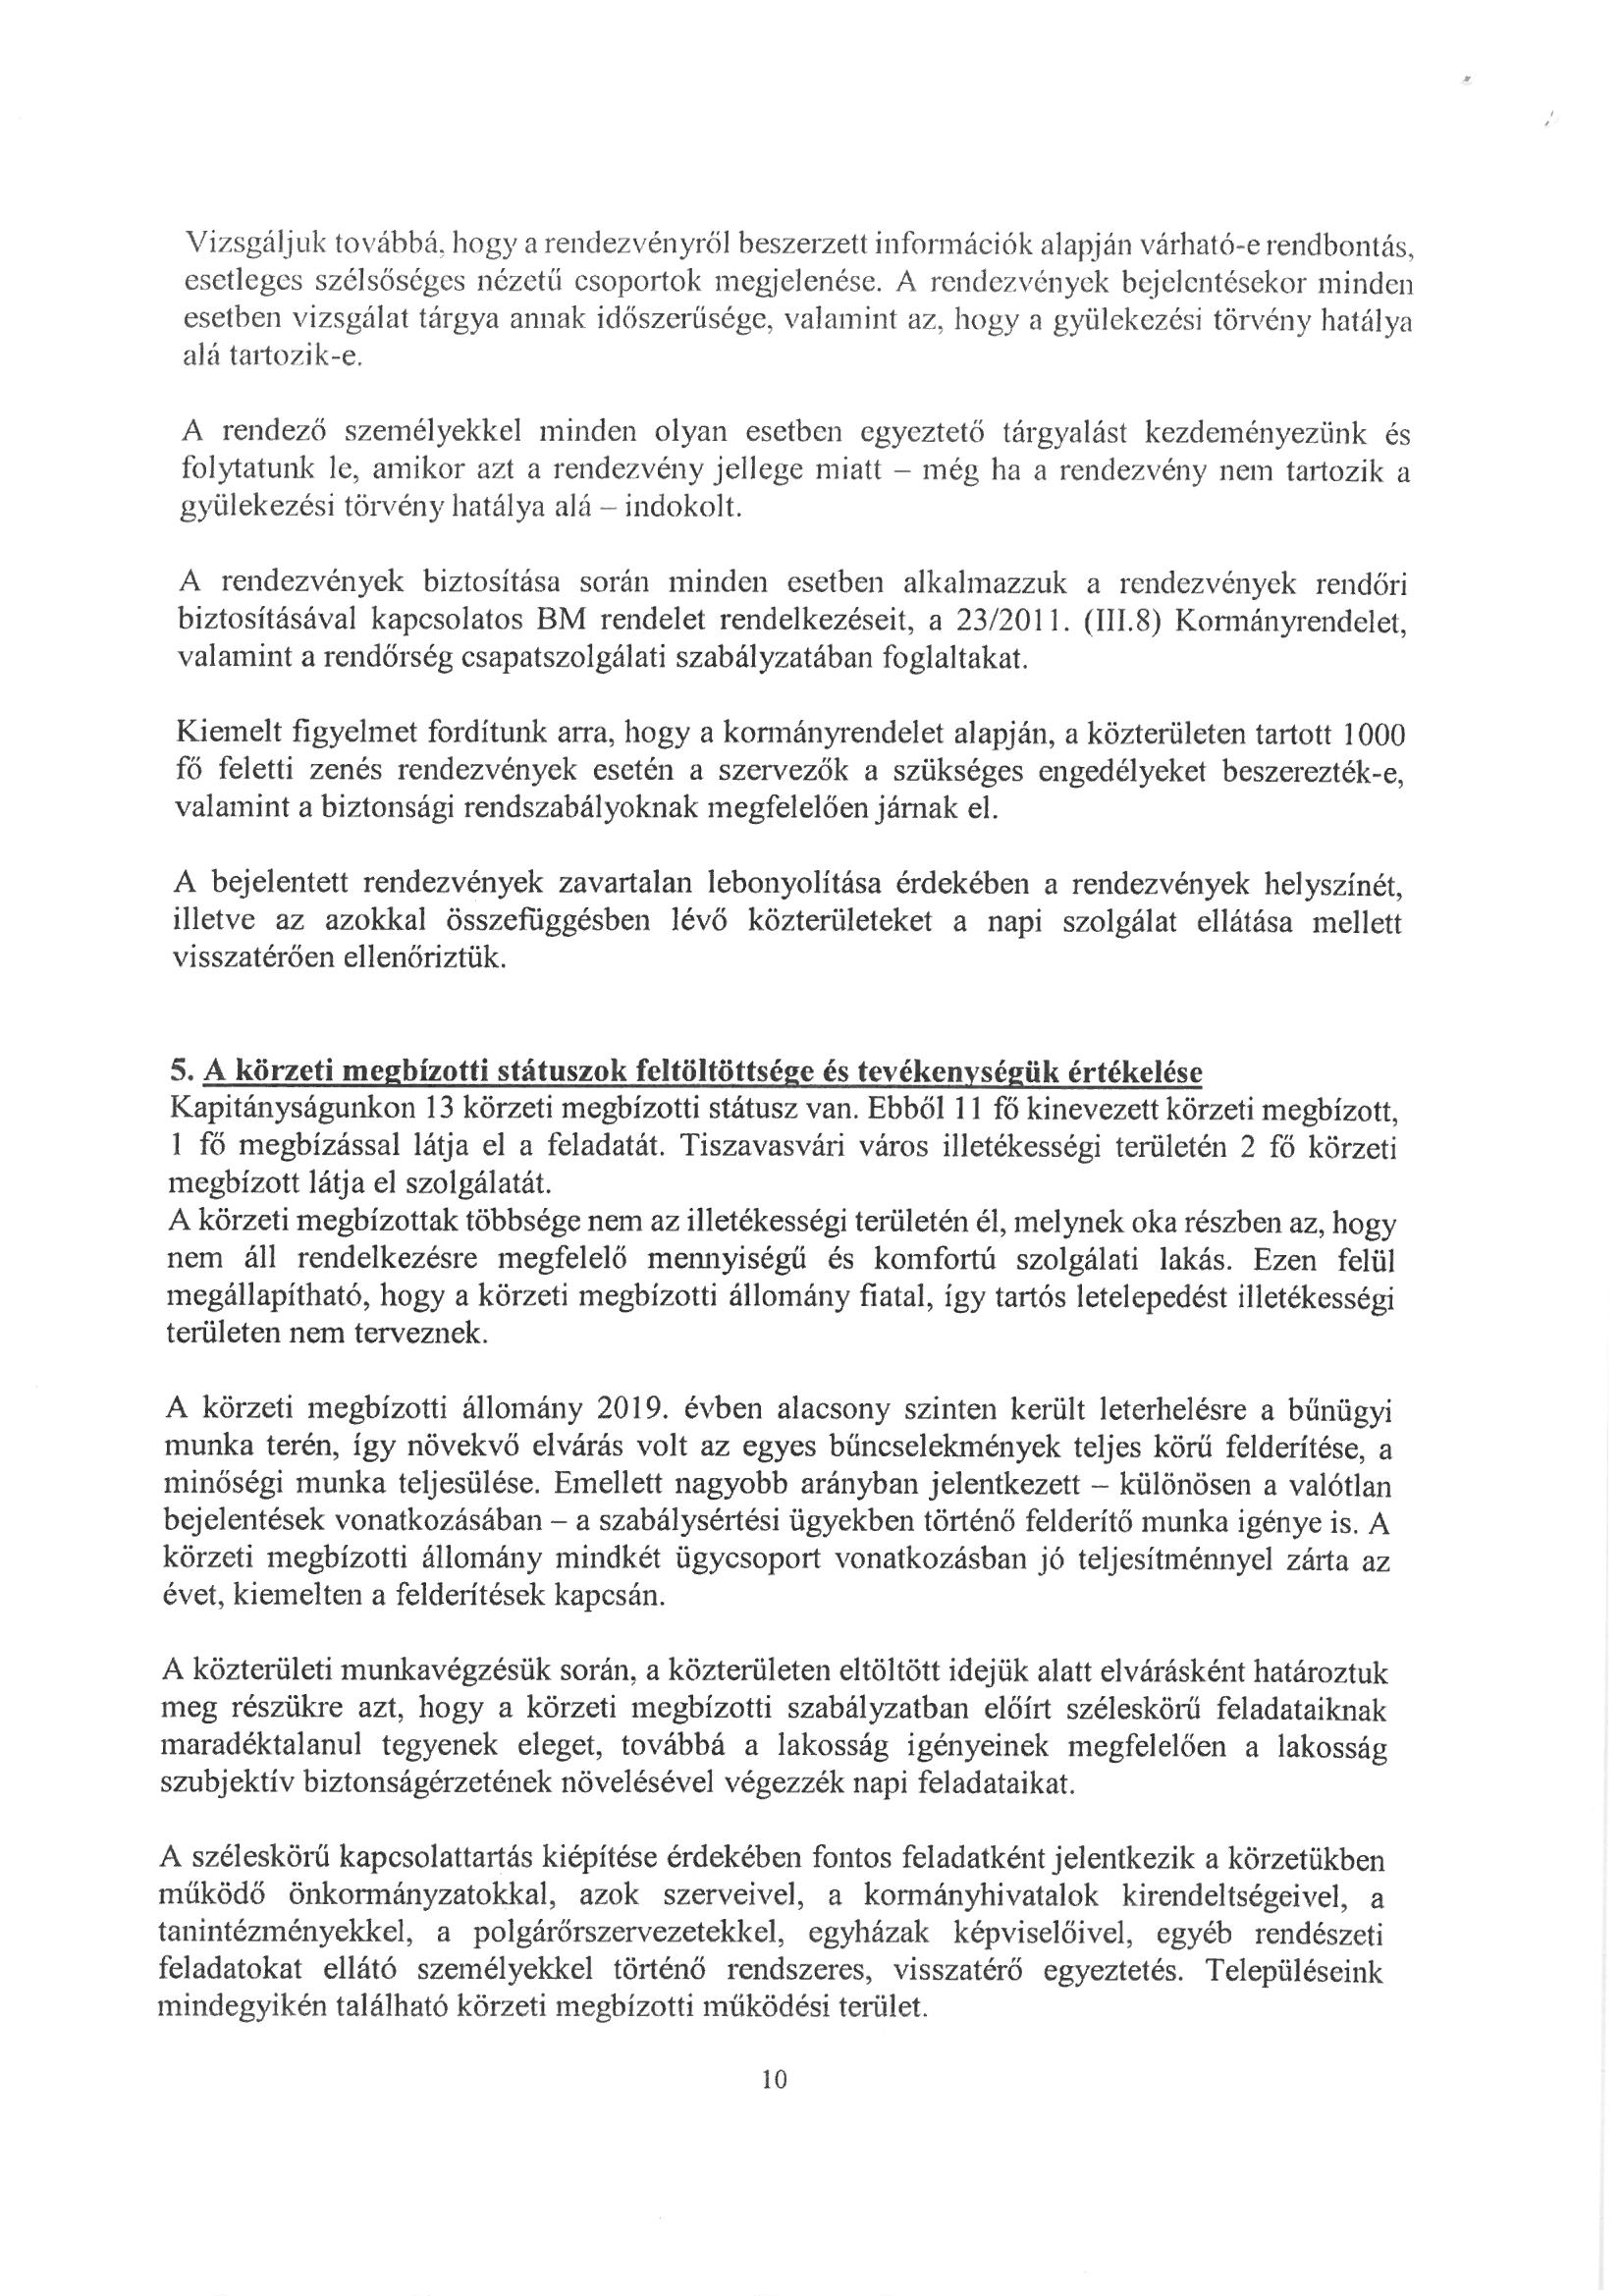 Vizsgáljuk továbbá, hogy a rendezvényről beszerzett információk alapján várható-e rendbontás,
esetleges szélsőséges nézetű csoportok megjelenése. A rendezvények bejelentésekor minden
esetben vizsgálat tárgya annak időszerűsége, valamint az, hogy a gyülekezési törvény hatálya
alá tartozik-e.
A rendező személyekkel minden olyan esetben egyeztető tárgyalást kezdeményezünk és
folytatunk le, amikor azt a rendezvény jellege miatt – még ha a rendezvény nem tartozik a
gyülekezési törvény hatálya alá – indokolt.
A rendezvények biztosítása során minden esetben alkalmazzuk a rendezvények rendőri
biztosításával kapcsolatos BM rendelet rendelkezéseit, a 23/2011. (III.8) Kormányrendelet,
valamint a rendőrség csapatszolgálati szabályzatában foglaltakat.
Kiemelt figyelmet fordítunk arra, hogy a kormányrendelet alapján, a közterületen tartott 1000
fő feletti zenés rendezvények esetén a szervezők a szükséges engedélyeket beszerezték-e,
valamint a biztonsági rendszabályoknak megfelelően járnak el.
A bejelentett rendezvények zavartalan lebonyolítása érdekében a rendezvények helyszínét,
illetve az azokkal összefüggésben lévő közterületeket a napi szolgálat ellátása mellett
visszatérően ellenőriztük.
5. A körzeti megbízotti státuszok feltöltöttsége és tevékenységük értékelése
Kapitányságunkon 13 körzeti megbízotti státusz van. Ebből 11 fő kinevezett körzeti megbízott,
1 fő megbízással látja el a feladatát. Tiszavasvári város illetékességi területén 2 fő körzeti
megbízott látja el szolgálatát.
A körzeti megbízottak többsége nem az illetékességi területén él, melynek oka részben az, hogy
nem áll rendelkezésre megfelelő mennyiségű és komfortú szolgálati lakás. Ezen felül
megállapítható, hogy a körzeti megbízotti állomány fiatal, így tartós letelepedést illetékességi
területen nem terveznek.
A körzeti megbízotti állomány 2019. évben alacsony szinten került leterhelésre a bűnügyi
munka terén, így növekvő elvárás volt az egyes bűncselekmények teljes körű felderítése, a
minőségi munka teljesülése. Emellett nagyobb arányban jelentkezett – különösen a valótlan
bejelentések vonatkozásában – a szabálysértési ügyekben történő felderítő munka igénye is. A
körzeti megbízotti állomány mindkét ügycsoport vonatkozásban jó teljesítménnyel zárta az
évet, kiemelten a felderítések kapcsán.
A közterületi munkavégzésük során, a közterületen eltöltött idejük alatt elvárásként határoztuk
meg részükre azt, hogy a körzeti megbízotti szabályzatban előírt széleskörű feladataiknak
maradéktalanul tegyenek eleget, továbbá a lakosság igényeinek megfelelően a lakosság
szubjektív biztonságérzetének növelésével végezzék napi feladataikat.
A széleskörű kapcsolattartás kiépítése érdekében fontos feladatként jelentkezik a körzetükben
működő önkormányzatokkal, azok szerveivel, a kormányhivatalok kirendeltségeivel, a
tanintézményekkel, a polgárőrszervezetekkel, egyházak képviselőivel, egyéb rendészeti
feladatokat ellátó személyekkel történő rendszeres, visszatérő egyeztetés. Településeink
mindegyikén található körzeti megbízotti működési terület.
10